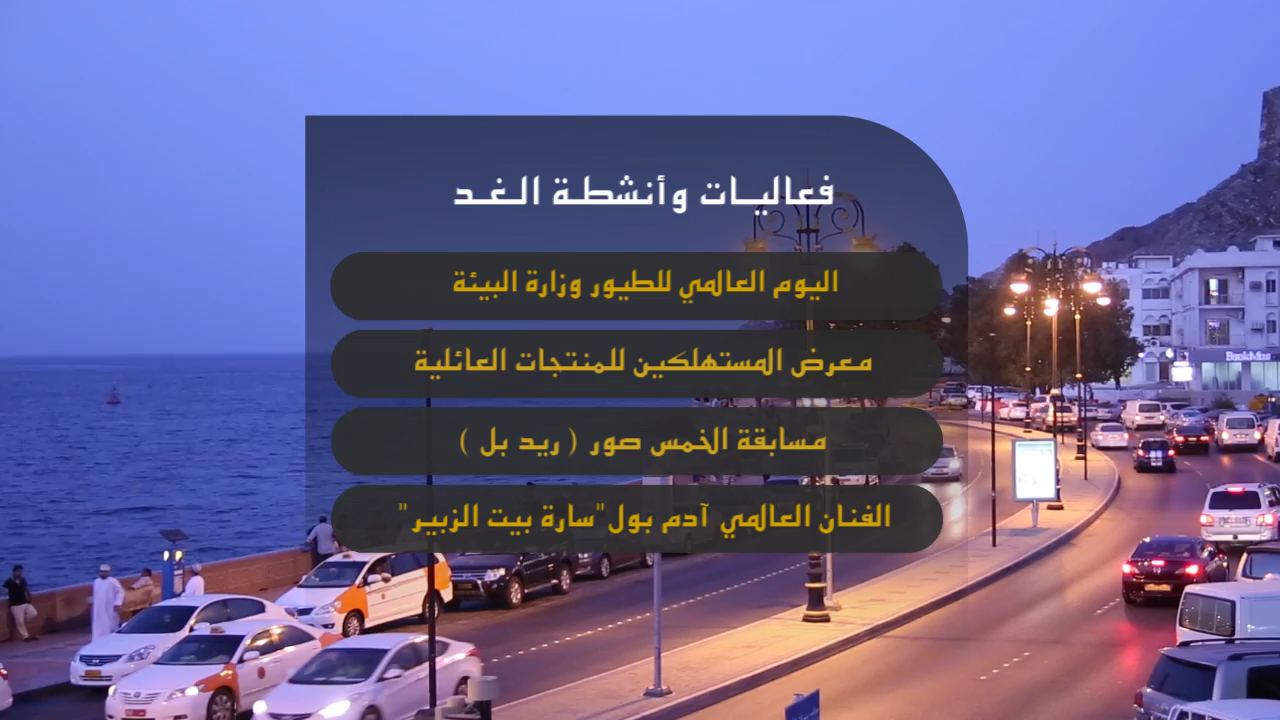 فعاليات وأنشطة الغد
اليوم العالمي للطيور وزارة البيئة
معرض المستهلكين للمنتجات العائلية
مسابقة الخمس صور ( ريد بل )
الفنان العالمي آدم بول"سارة بيت الزبير"